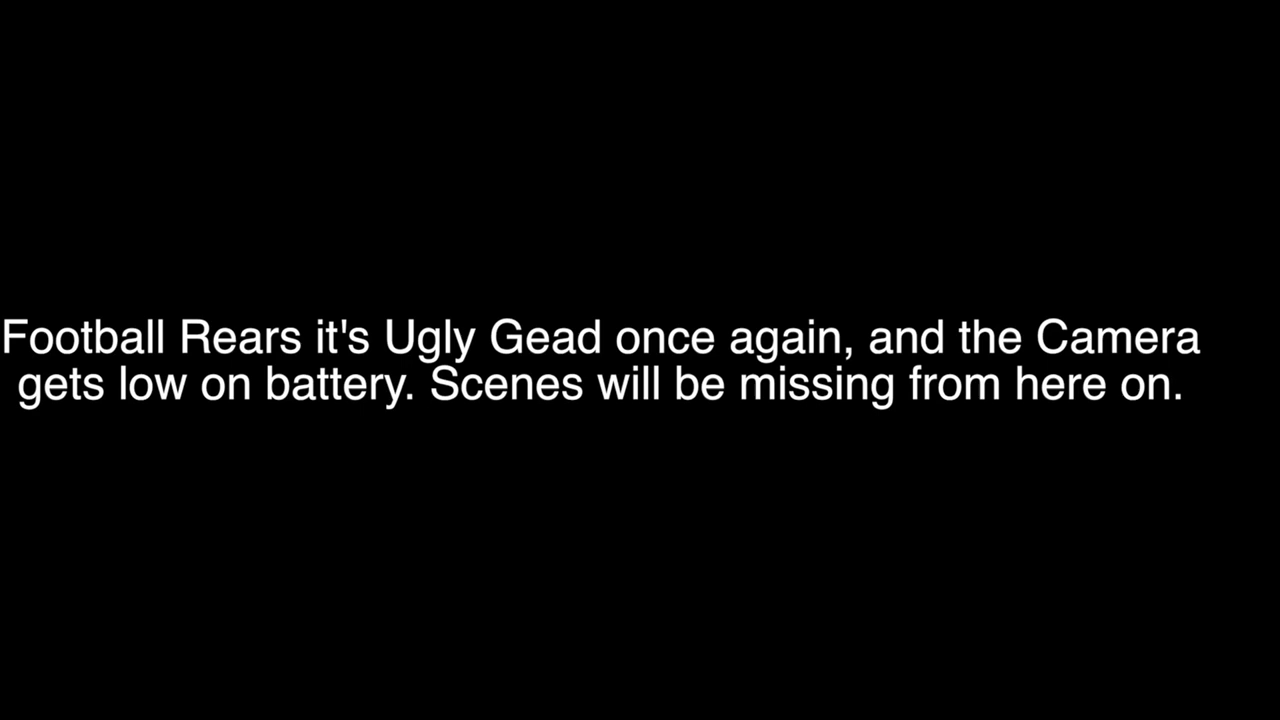 Football Rears it's Ugly Gead once again, and the Camera
gets low on battery. Scenes will be missing from here on.